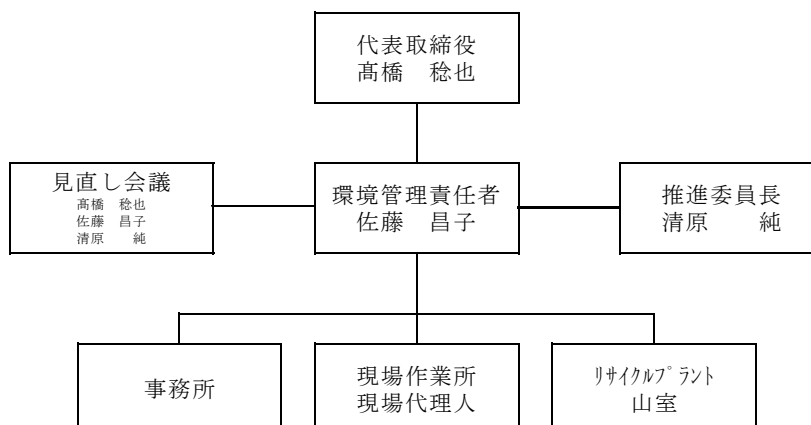 代表取締役
髙橋　稔也
見直し会議
髙橋　稔也
佐藤　昌子
清原　　純
環境管理責任者
佐藤　昌子
推進委員長
清原　　純
事務所
現場作業所
現場代理人
ﾘｻｲｸﾙﾌﾟﾗﾝﾄ
山室